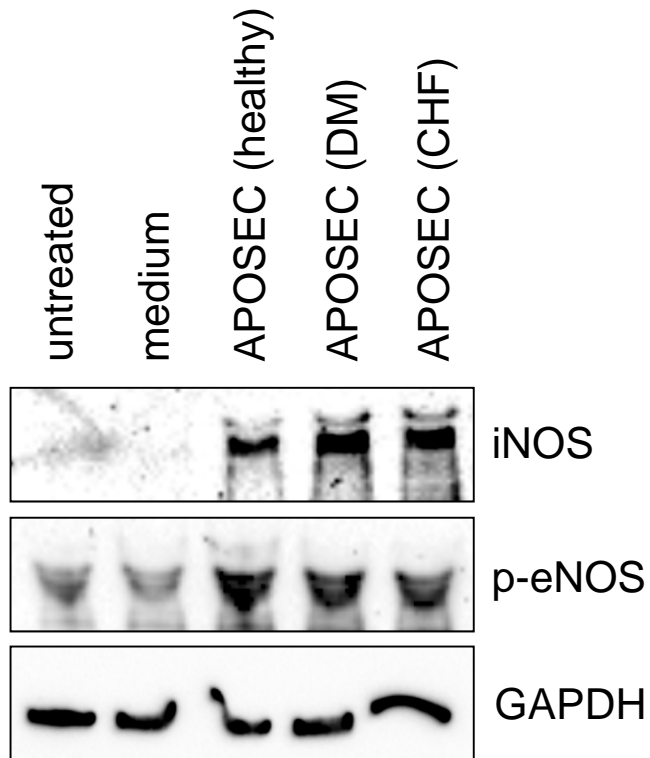 untreated
medium
APOSEC (healthy)
APOSEC (DM)
APOSEC (CHF)
iNOS
p-eNOS
GAPDH